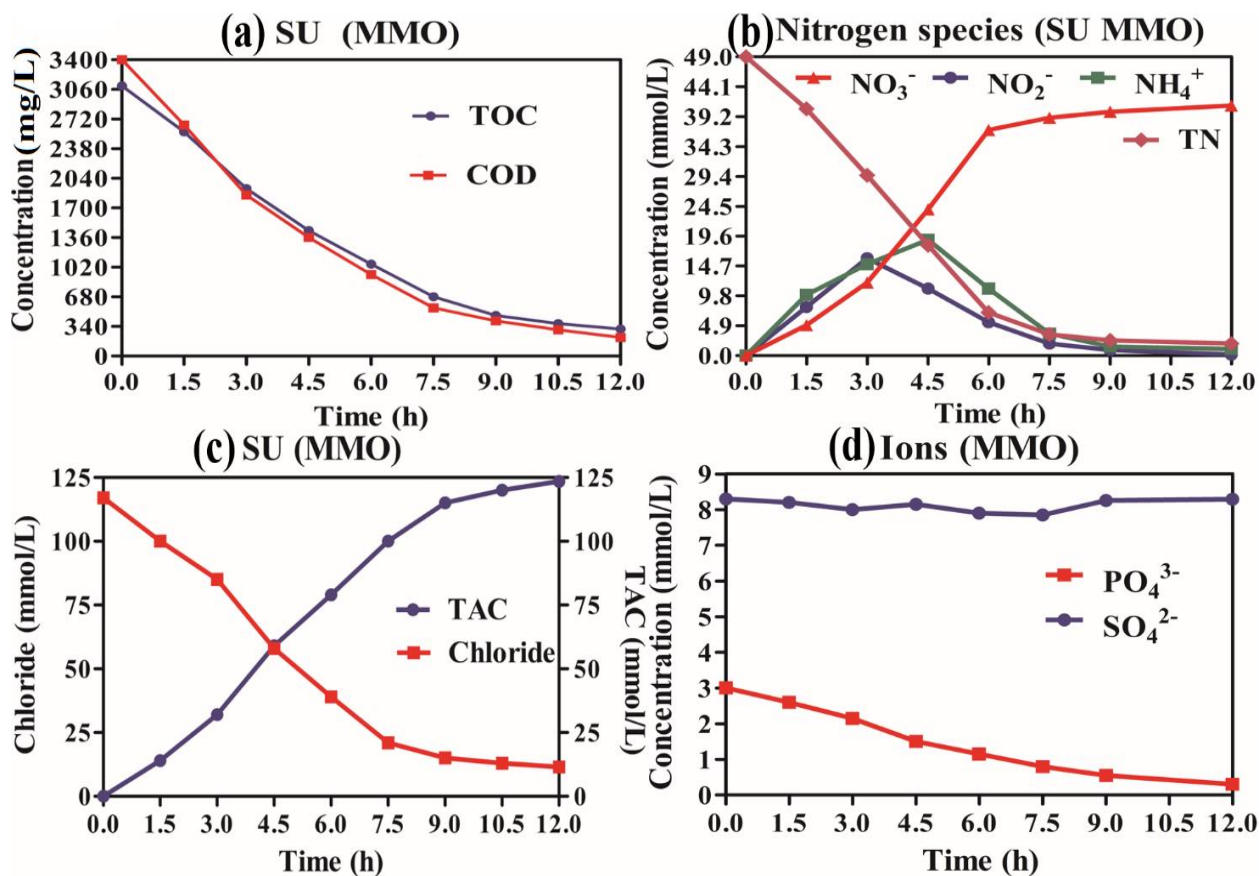 (a) SU (MMO)
Concentration (mg/L)
3400
3060
2720
2380
2040
1700
1360
1020
680
340
0
TOC
COD
0.0 1.5 3.0 4.5 6.0 7.5 9.0 10.5 12.0
Time (h)
(b) Nitrogen species (SU MMO)
Concentration (mmol/L)
49.0
44.1
39.2
34.3
29.4
24.5
19.6
14.7
9.8
4.9
0.0
NO₃⁻ NO₂⁻ NH₄⁺
TN
0.0 1.5 3.0 4.5 6.0 7.5 9.0 10.5 12.0
Time (h)
(c) SU (MMO)
Chloride (mmol/L)
125
100
75
50
25
0
TAC
Chloride
125
100
75
50
25
0
TAC (mmol/L)
0.0 1.5 3.0 4.5 6.0 7.5 9.0 10.5 12.0
Time (h)
(d) Ions (MMO)
Concentration (mmol/L)
9
8
7
6
5
4
3
2
1
0
PO₄³⁻
SO₄²⁻
0.0 1.5 3.0 4.5 6.0 7.5 9.0 10.5 12.0
Time (h)